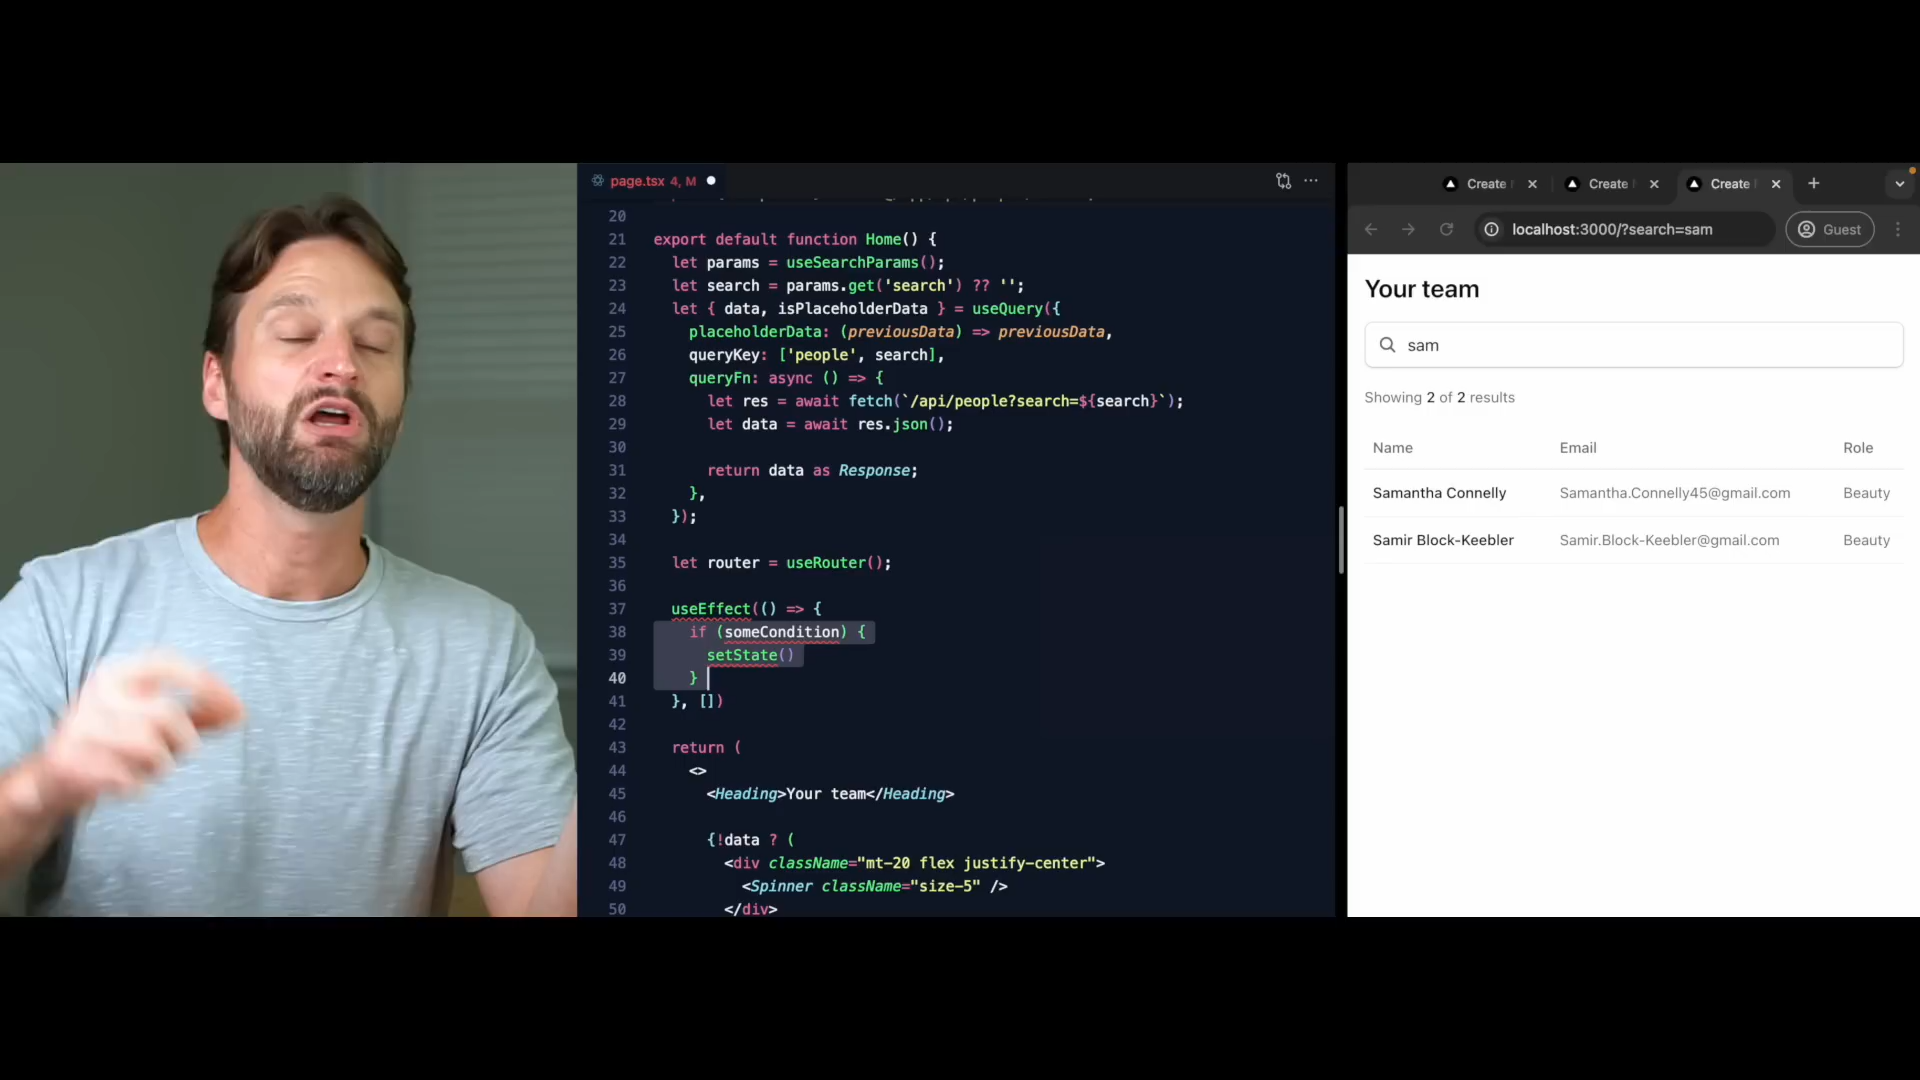 page.tsx 4, M
20
21 export default function Home() {
22 let params = useSearchParams();
23 let search = params.get('search') ?? '';
24 let { data, isPlaceholderData } = useQuery({
25 placeholderData: (previousData) => previousData,
26 queryKey: ['people', search],
27 queryFn: async () => {
28 let res = await fetch(`/api/people?search=${search}`);
29 let data = await res.json();
30
31 return data as Response;
32 },
33 });
34
35 let router = useRouter();
36
37 useEffect(() => {
38 if (someCondition) {
39 setState()
40 }
41 }, [])
42
43 return (
44 <>
45 <Heading>Your team</Heading>
46
47 {!data ? (
48 <div className="mt-20 flex justify-center">
49 <Spinner className="size-5" />
50 </div>
Create
Create
Create
localhost:3000/?search=sam
Guest
Your team
sam
Showing 2 of 2 results
Name Email Role
Samantha Connelly Samantha.Connelly45@gmail.com Beauty
Samir Block-Keebler Samir.Block-Keebler@gmail.com Beauty